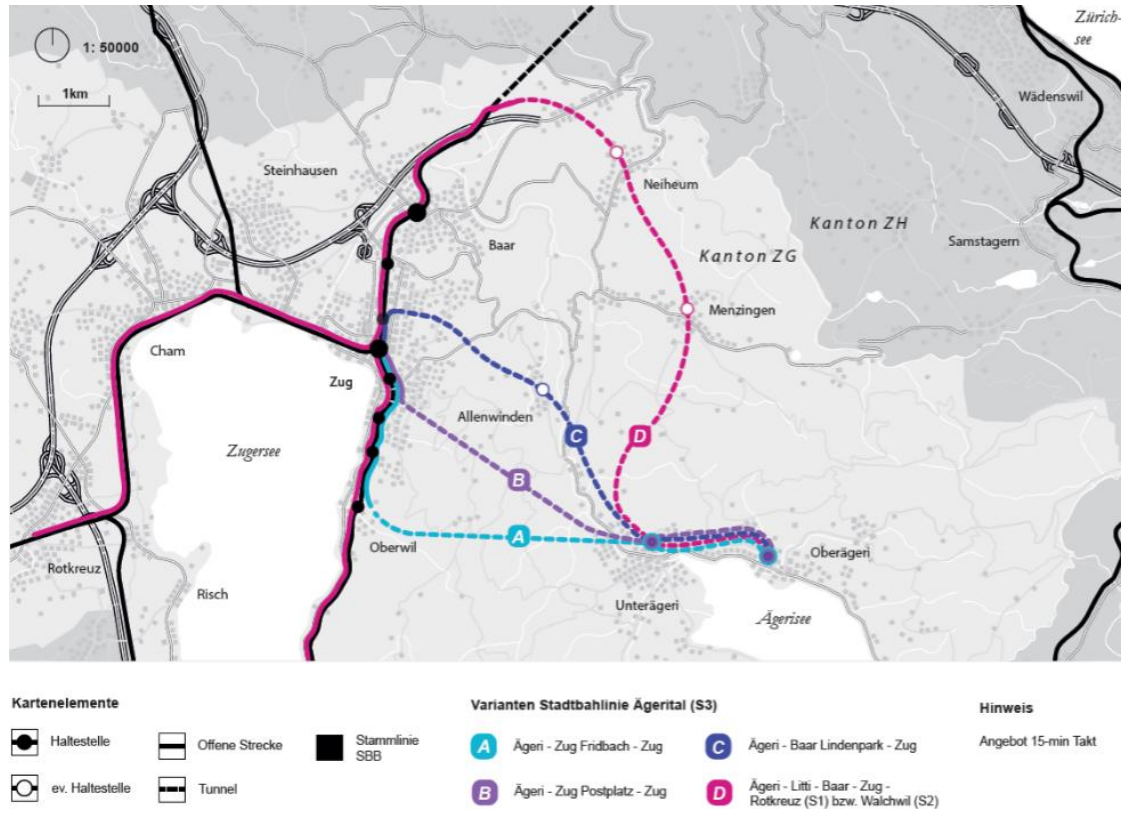 1: 50000
1km
Zürich-
see
Wädenswil
Steinhausen
Neiheum
Kanton ZH
Baar
Kanton ZG
Samstagern
Menzingen
Cham
Zug
Allenwinden
C
D
Zugersee
B
A
Oberwil
Oberägeri
Rotkreuz
Risch
Unterägeri
Ägerisee
Kartenelemente
Haltestelle
ev. Haltestelle
Offene Strecke
Tunnel
Stammlinie
SBB
Varianten Stadtbahlinie Ägerital (S3)
A Ägeri - Zug Fridbach - Zug
B Ägeri - Zug Postplatz - Zug
C Ägeri - Baar Lindenpark - Zug
D Ägeri - Litti - Baar - Zug -
Rotkreuz (S1) bzw. Walchwil (S2)
Hinweis
Angebot 15-min Takt